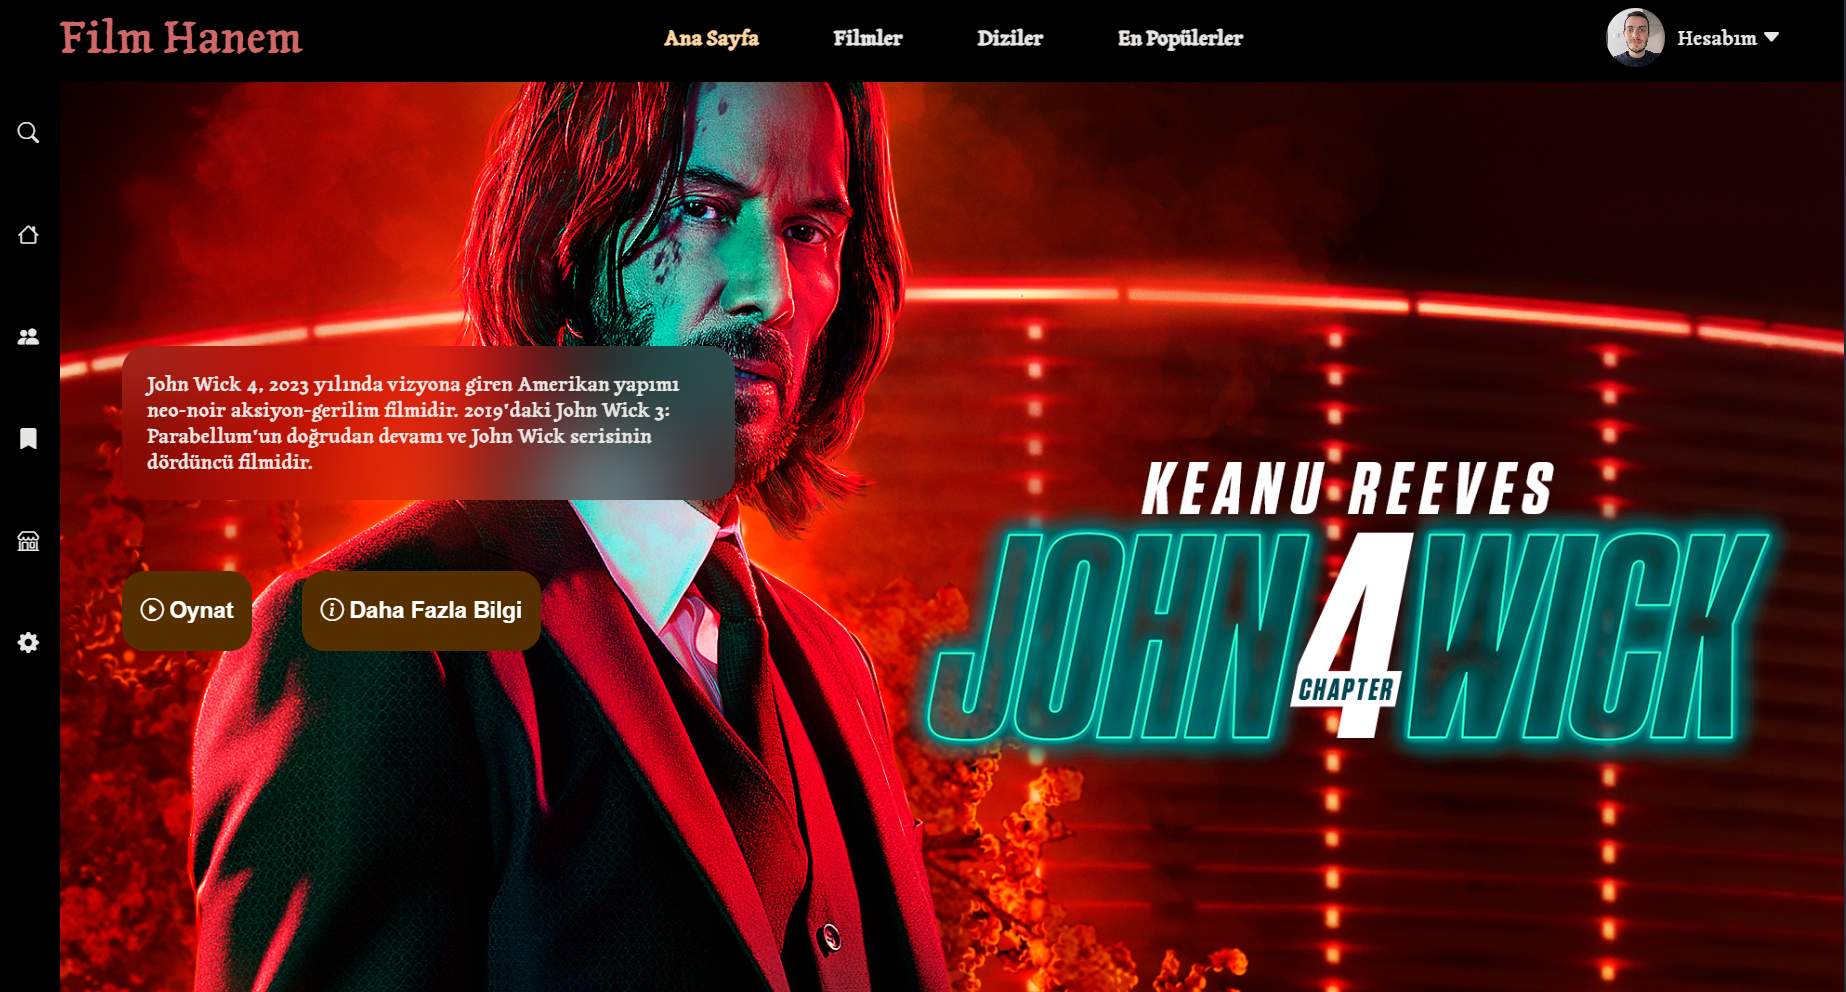 Film Hanem
Ana Sayfa
Filmler
Diziler
En Popülerler
Hesabım
John Wick 4, 2023 yılında vizyona giren Amerikan yapımı
neo-noir aksiyon-gerilim filmidir. 2019'daki John Wick 3:
Parabellum'un doğrudan devamı ve John Wick serisinin
dördüncü filmidir.
Oynat
Daha Fazla Bilgi
KEANU REEVES
JOHN 4 WICK
CHAPTER